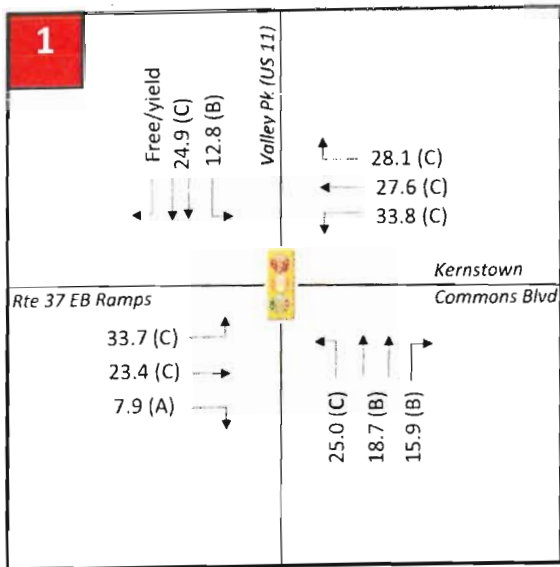 1
Free/yield
24.9 (C)
12.8 (B)
Valley Pk (US 11)
28.1 (C)
27.6 (C)
33.8 (C)
Kernstown
Commons Blvd
Rte 37 EB Ramps
33.7 (C)
23.4 (C)
7.9 (A)
25.0 (C)
18.7 (B)
15.9 (B)